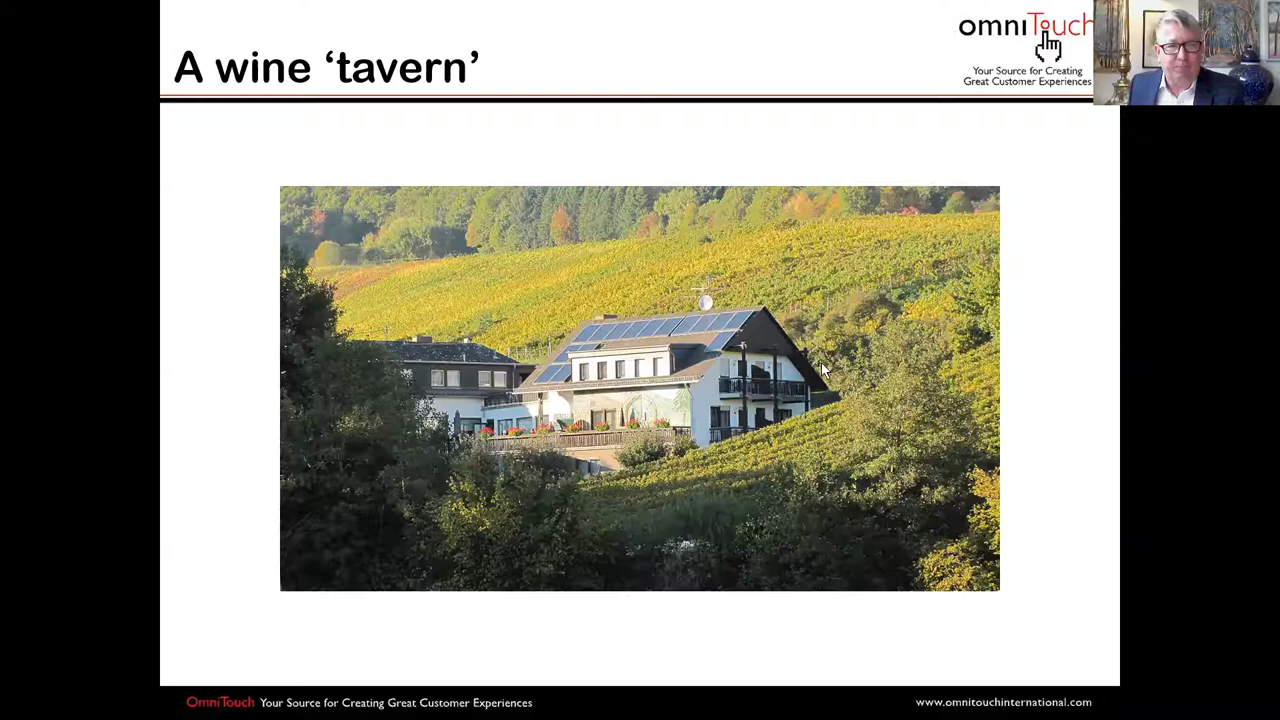 A wine ‘tavern’
omniTouch
Your Source for Creating
Great Customer Experiences
OmniTouch Your Source for Creating Great Customer Experiences
www.omnitouchinternational.com